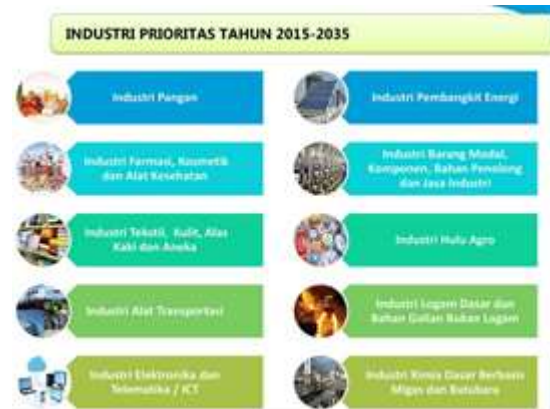 INDUSTRI PRIORITAS TAHUN 2015-2035
Industri Pangan
Industri Farmasi, Kosmetik
dan Alat Kesehatan
Industri Tekstil, Kulit, Alas
Kaki dan Aneka
Industri Alat Transportasi
Industri Elektronika dan
Telematika / ICT
Industri Pembangkit Energi
Industri Barang Modal,
Komponen, Bahan Penolong
dan Jasa Industri
Industri Hulu Agro
Industri Logam Dasar dan
Bahan Galian Bukan Logam
Industri Kimia Dasar Berbasis
Migas dan Batubara